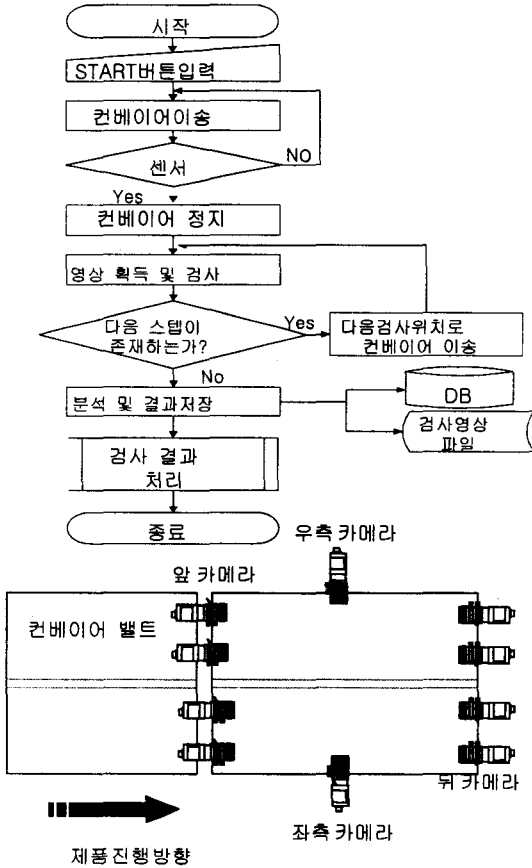 시작
START버튼입력
컨베이어이송
센서
NO
Yes
컨베이어 정지
영상 획득 및 검사
다음 스텝이
존재하는가?
Yes
다음검사위치로
컨베이어 이송
No
분석 및 결과저장
DB
검사영상
파일
검사 결과
처리
종료
우측 카메라
앞 카메라
컨베이어 밸트
뒤 카메라
좌측 카메라
제품진행방향